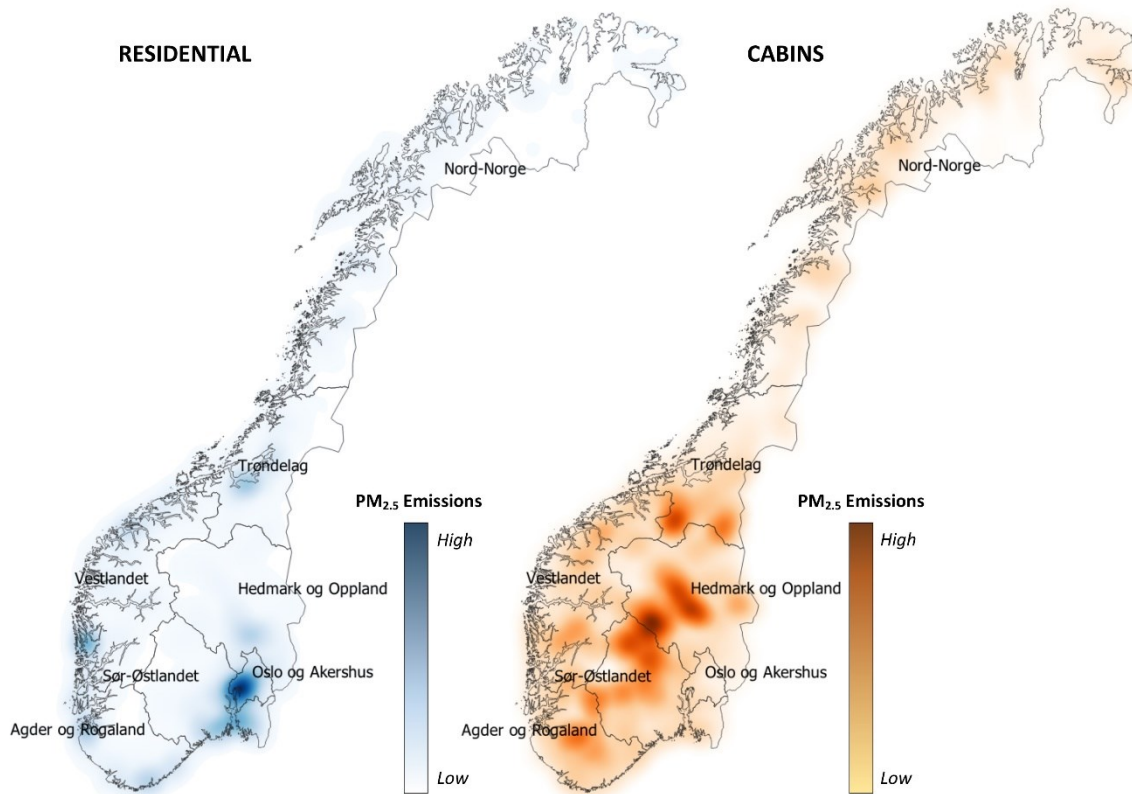 RESIDENTIAL
Nord-Norge
Trøndelag
PM2.5 Emissions
High
Vestlandet
Hedmark og Oppland
Oslo og Akershus
Sør-Østlandet
Agder og Rogaland
Low
CABINS
Nord-Norge
Trøndelag
PM2.5 Emissions
High
Vestlandet
Hedmark og Oppland
Oslo og Akershus
Sør-Østlandet
Agder og Rogaland
Low